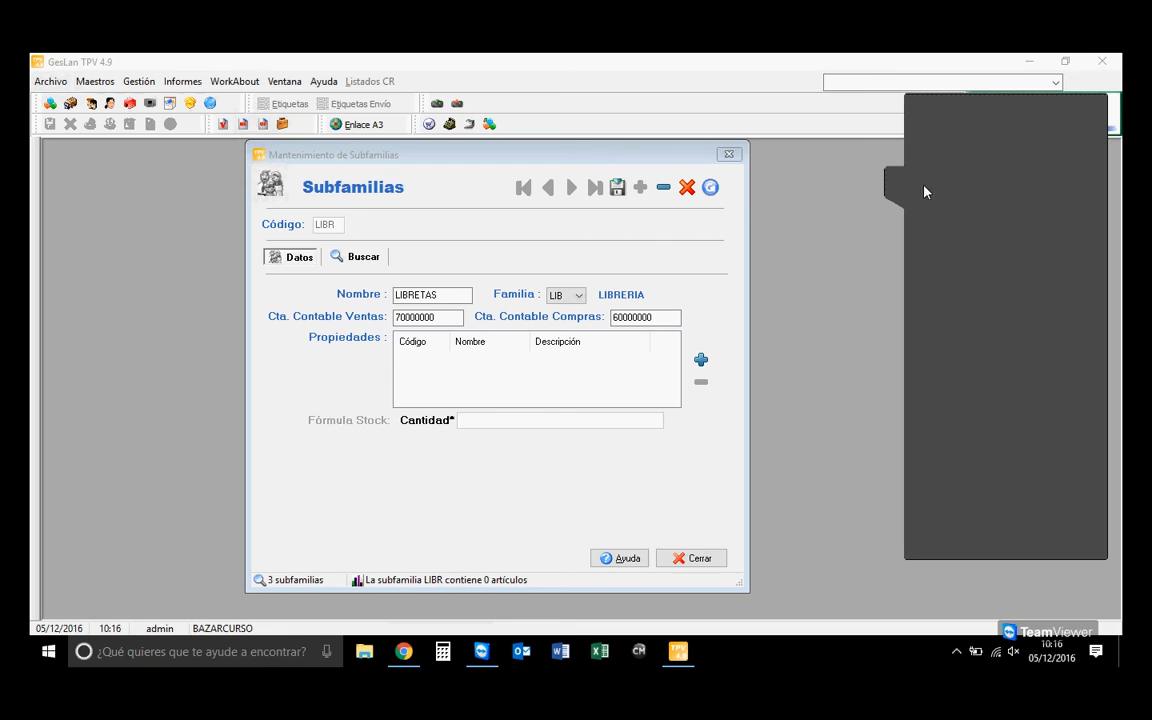 GesLan TPV 4.9
Archivo Maestros Gestión Informes WorkAbout Ventana Ayuda Listados CR
Etiquetas Etiquetas Envío
Enlace A3
Mantenimiento de Subfamilias
Subfamilias
Código: LIBR
Datos Buscar
Nombre : LIBRETAS Familia : LIB LIBRERIA
Cta. Contable Ventas: 70000000 Cta. Contable Compras: 60000000
Propiedades : Código Nombre Descripción
Fórmula Stock: Cantidad*
Ayuda Cerrar
3 subfamilias La subfamilia LIBR contiene 0 artículos
05/12/2016 10:16 admin BAZARCURSO
TeamViewer
¿Qué quieres que te ayude a encontrar?
10:16
05/12/2016